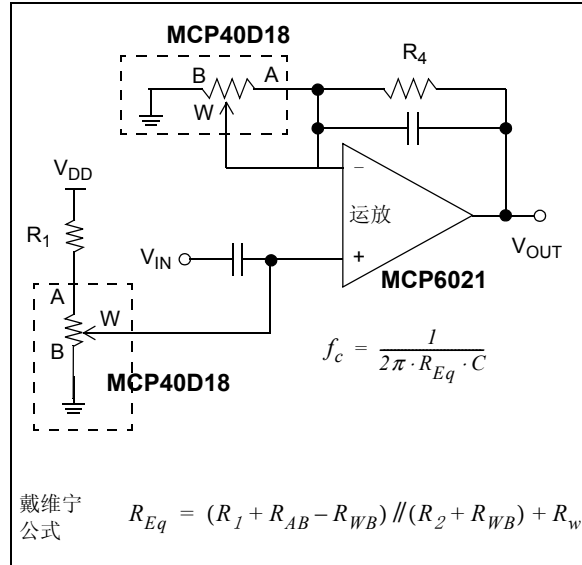 MCP40D18
B A
W
R4
VDD
R1
−
运放
VIN
+
VOUT
MCP6021
A
W
B
MCP40D18
fc = 1 / (2π · REq · C)
戴维宁
公式
REq = (R1 + RAB – RWB) // (R2 + RWB) + Rw